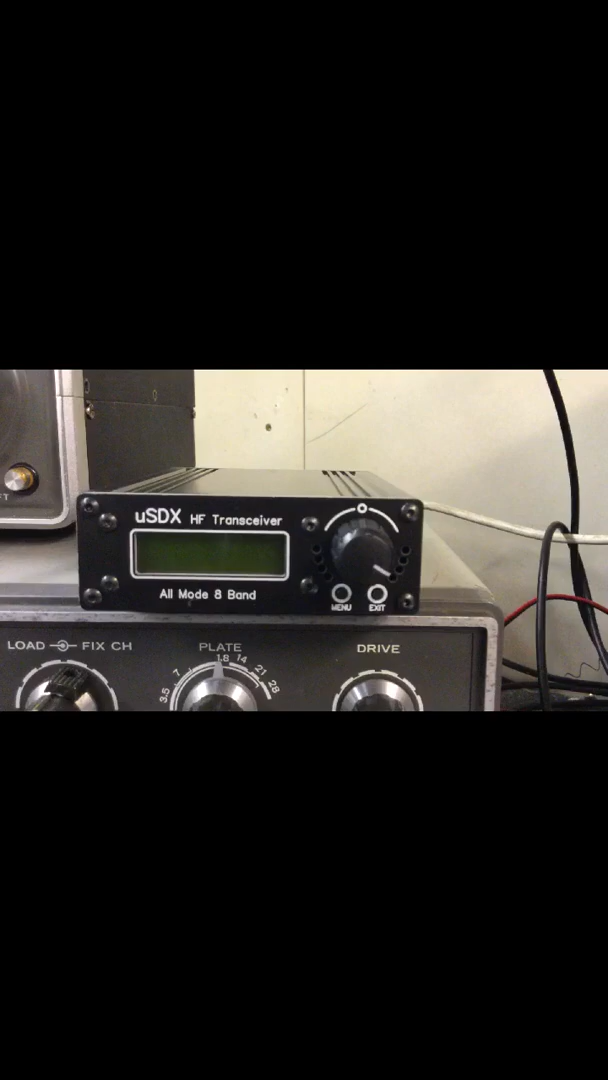 FT
uSDX HF Transceiver
All Mode 8 Band
MENU EXIT
LOAD FIX CH PLATE DRIVE
3.5 7 1.8 14 21 28